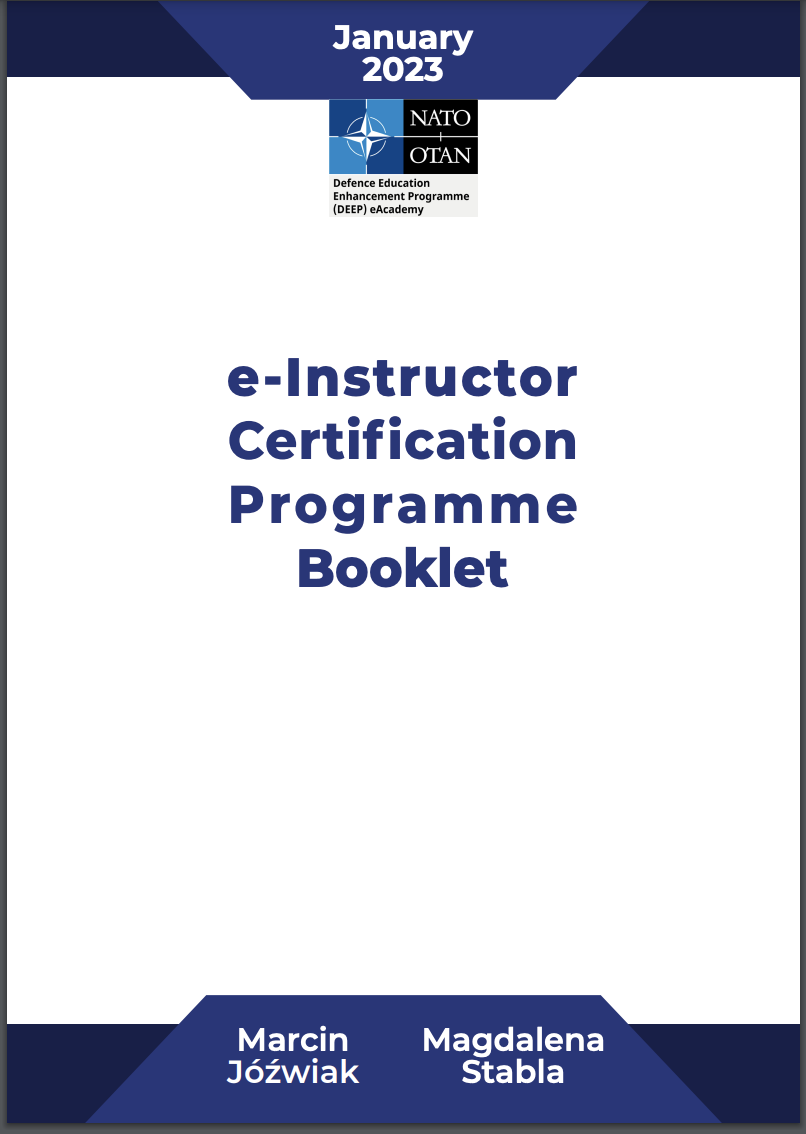 January
2023
NATO
OTAN
Defence Education
Enhancement Programme
(DEEP) eAcademy
e-Instructor
Certification
Programme
Booklet
Marcin
Jóźwiak
Magdalena
Stabla